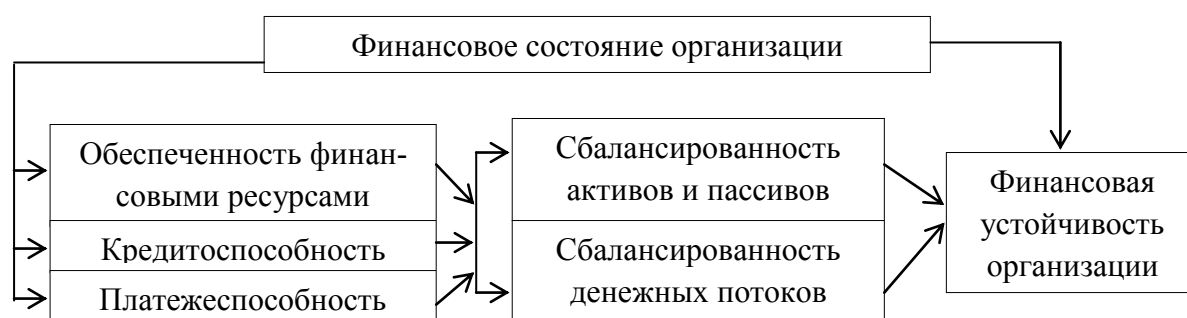 Финансовое состояние организации
Обеспеченность финан-
совыми ресурсами
Кредитоспособность
Платежеспособность
Сбалансированность
активов и пассивов
Сбалансированность
денежных потоков
Финансовая
устойчивость
организации